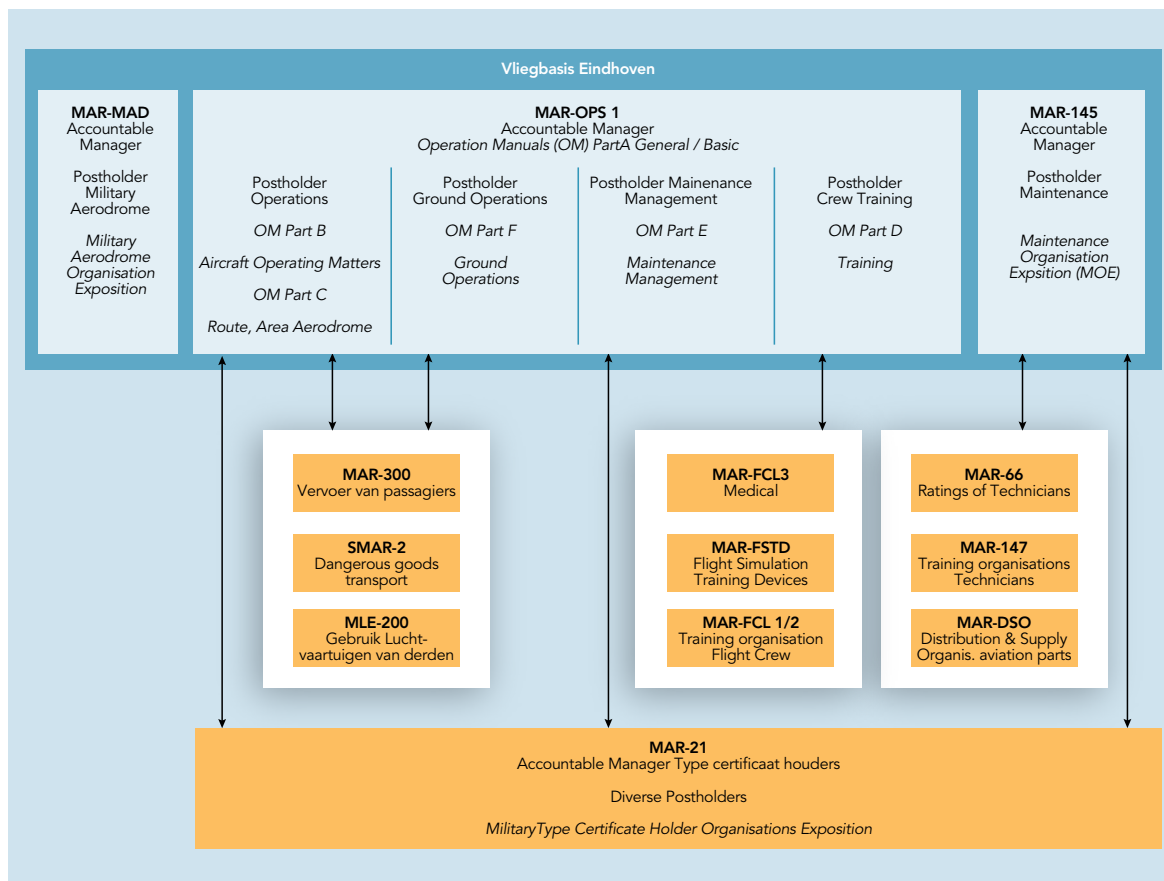 Vliegbasis Eindhoven
MAR-MAD
Accountable
Manager
Postholder
Military
Aerodrome
Military
Aerodrome
Organisation
Exposition
MAR-OPS 1
Accountable Manager
Operation Manuals (OM) PartA General / Basic
Postholder
Operations
OM Part B
Aircraft Operating Matters
OM Part C
Route, Area Aerodrome
Postholder
Ground Operations
OM Part F
Ground
Operations
Postholder Mainenance
Management
OM Part E
Maintenance
Management
Postholder
Crew Training
OM Part D
Training
MAR-145
Accountable
Manager
Postholder
Maintenance
Maintenance
Organisation
Expsition (MOE)
MAR-300
Vervoer van passagiers
SMAR-2
Dangerous goods
transport
MLE-200
Gebruik Lucht-
vaartuigen van derden
MAR-FCL3
Medical
MAR-FSTD
Flight Simulation
Training Devices
MAR-FCL 1/2
Training organisation
Flight Crew
MAR-66
Ratings of Technicians
MAR-147
Training organisations
Technicians
MAR-DSO
Distribution & Supply
Organis. aviation parts
MAR-21
Accountable Manager Type certificaat houders
Diverse Postholders
MilitaryType Certificate Holder Organisations Exposition